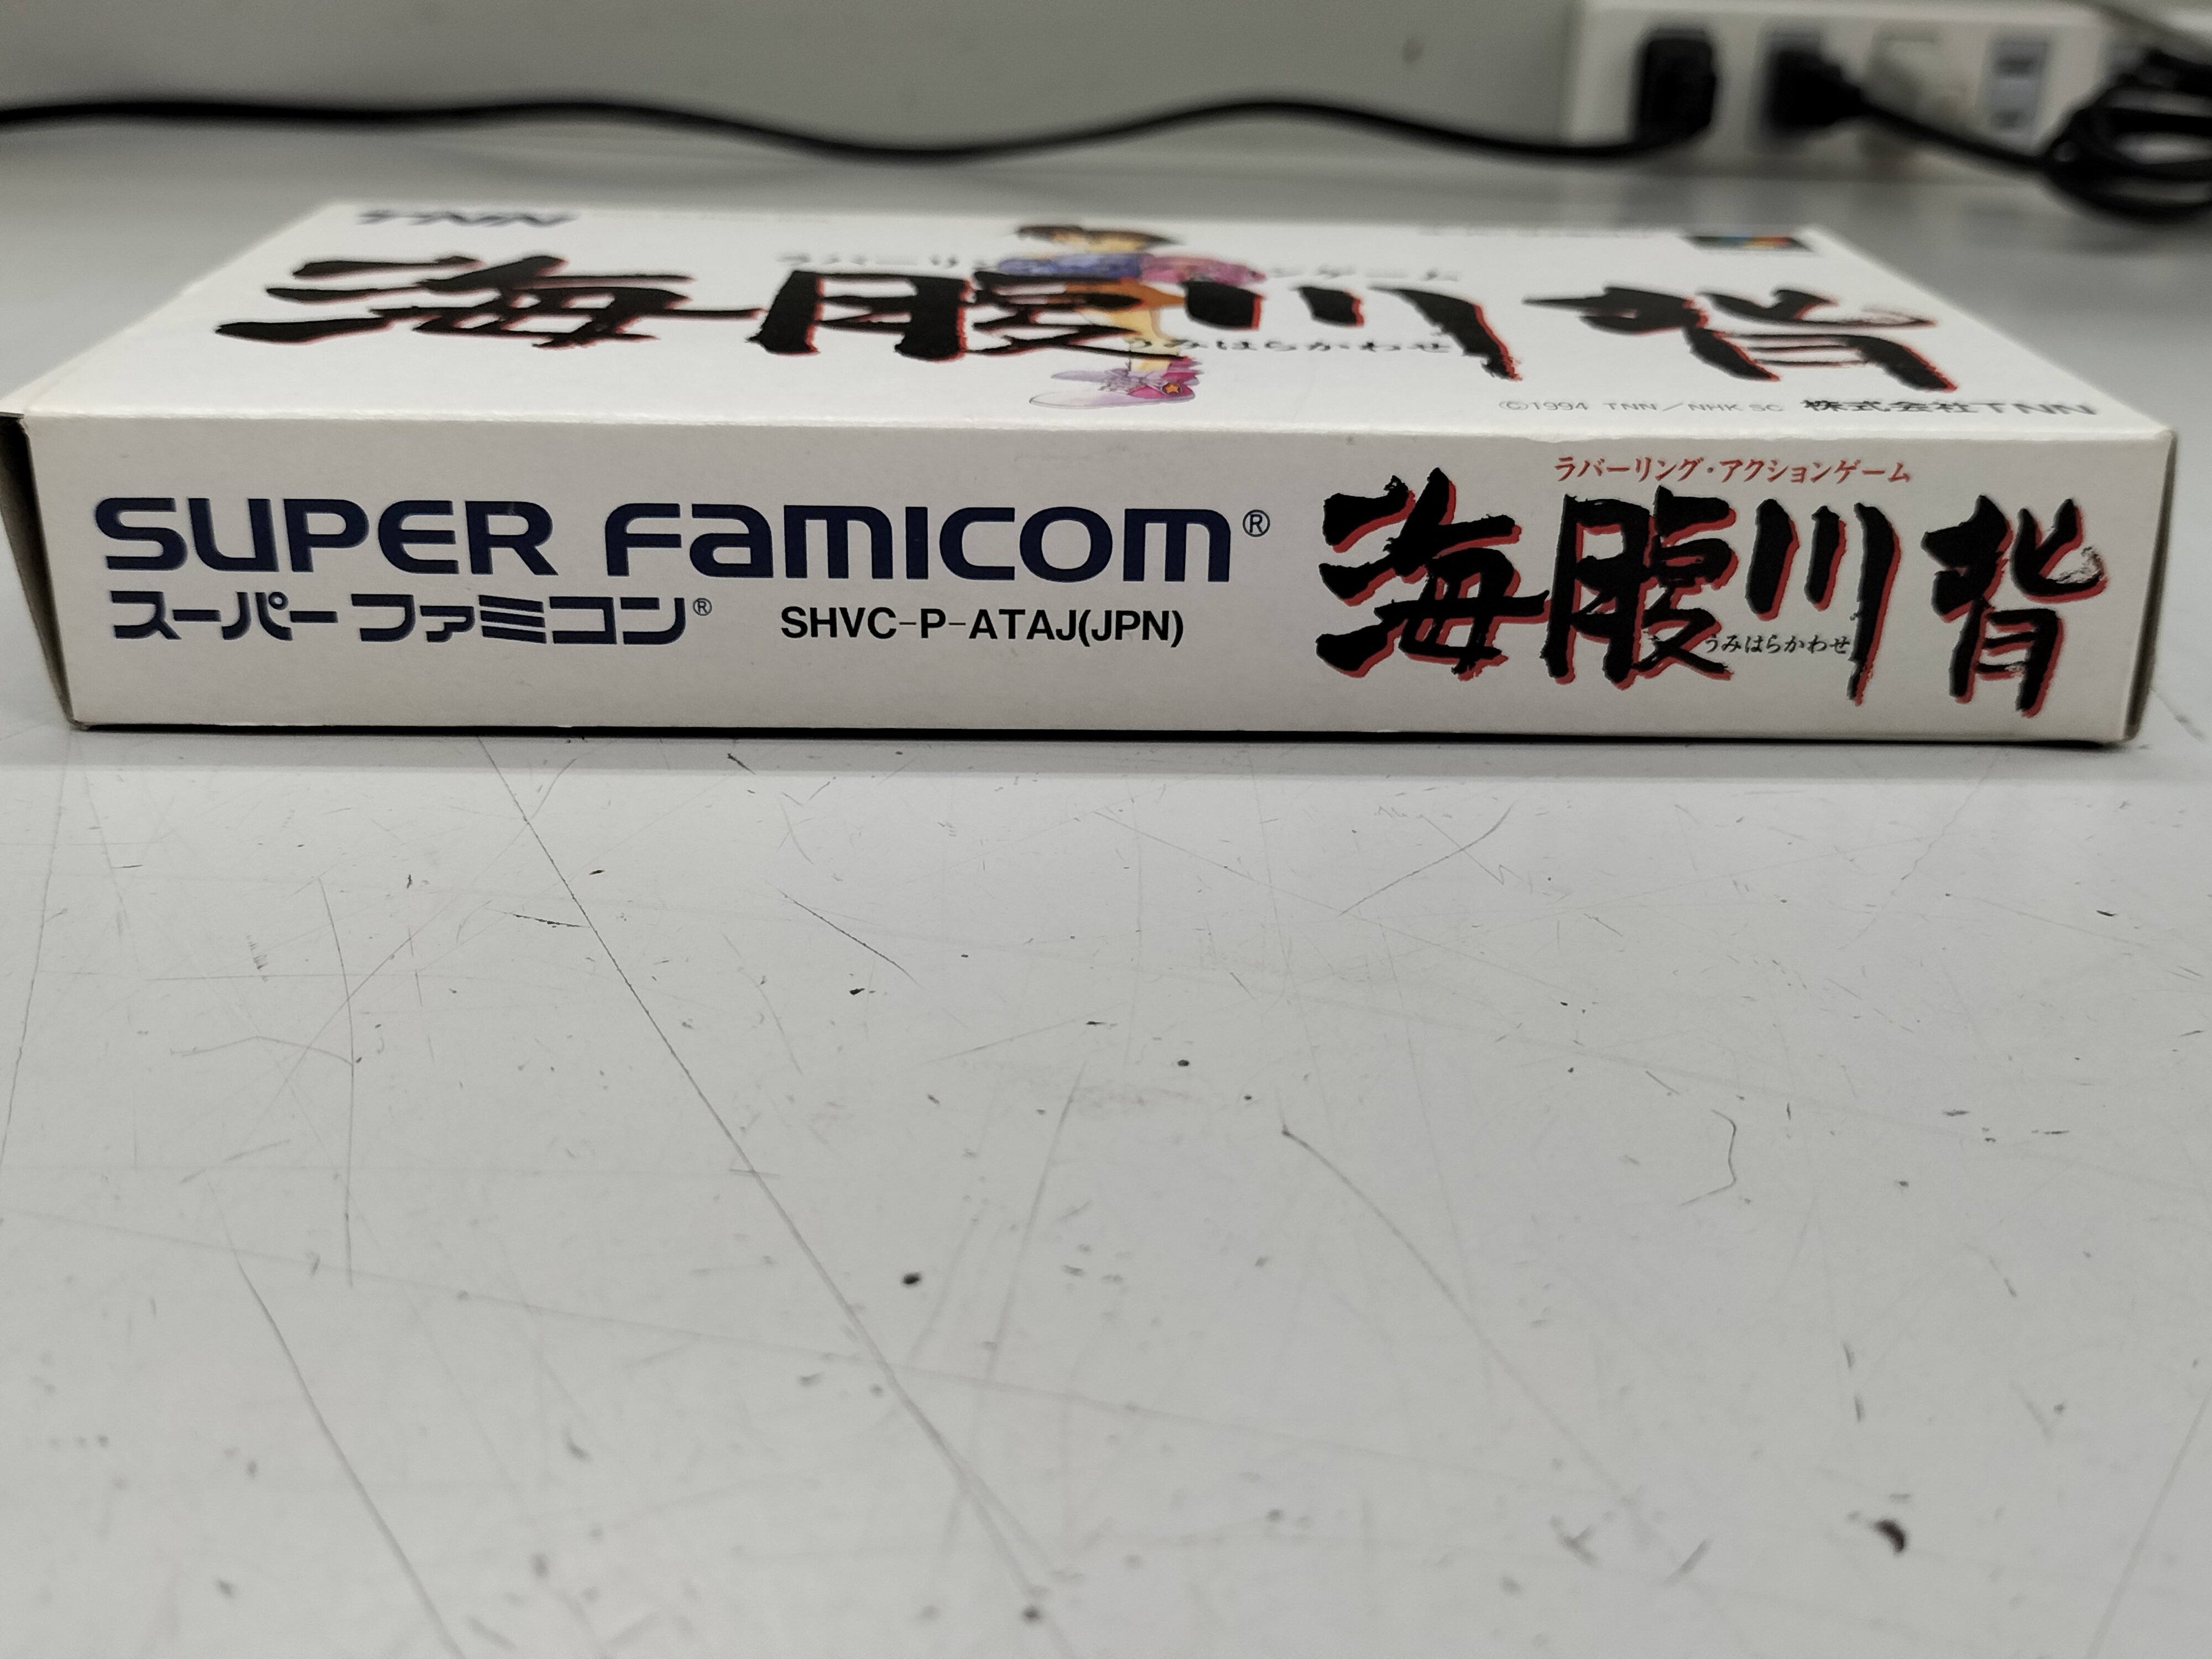 TNN
海腹川背
うみはらかわせ
©1994 TNN/NHK SC 株式会社TNN
SUPER FAMICOM®
スーパーファミコン®
SHVC-P-ATAJ(JPN)
ラバーリング・アクションゲーム
海腹川背
うみはらかわせ